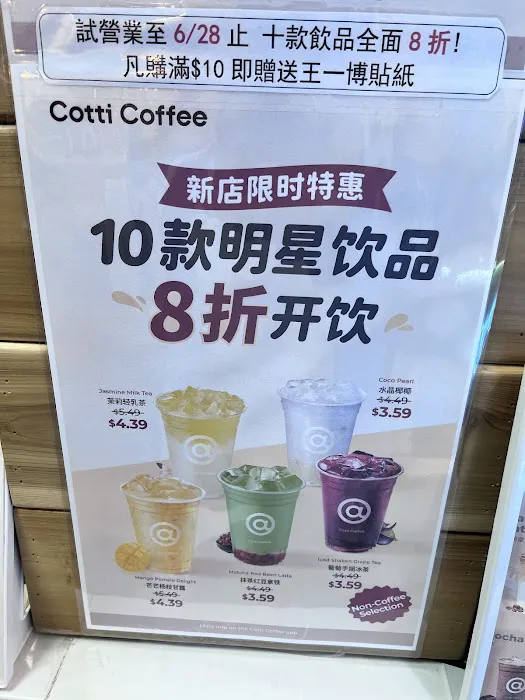 試營業至 6/28 止 十款飲品全面 8 折!
凡購滿$10 即贈送王一博貼紙
Cotti Coffee
新店限时特惠
10款明星饮品
8折开饮
Jasmine Milk Tea
茉莉轻乳茶
$5.49
$4.39
Coco Pearl
水晶椰椰
$4.49
$3.59
Mango Pomelo Delight
芒芒杨枝甘露
$5.49
$4.39
Matcha Red Bean Latte
抹茶红豆拿铁
$4.49
$3.59
Iced Shaken Grape Tea
葡萄手摇冰茶
$4.49
$3.59
Non-Coffee
Selection